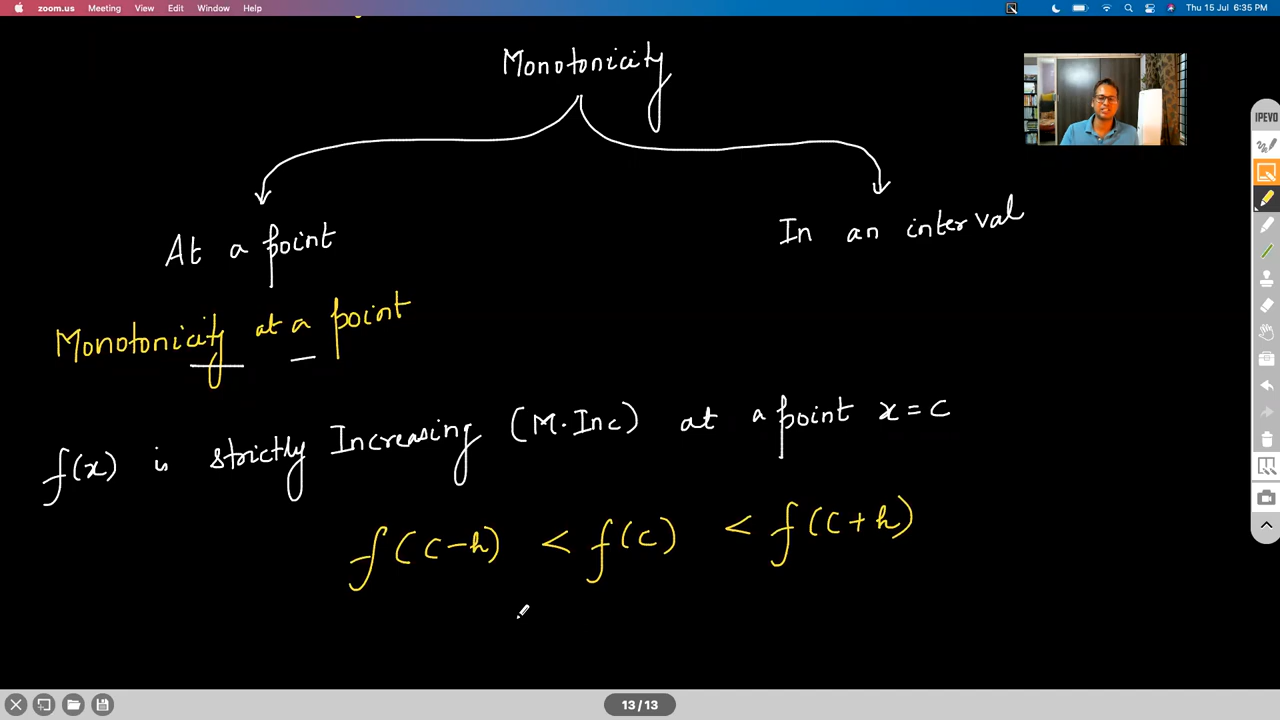 zoom.us Meeting View Edit Window Help Thu 15 Jul 6:35 PM
Monotonicity
At a point In an interval
Monotonicity at a point
f(x) is strictly Increasing (M.Inc) at a point x = c
f(c-h) < f(c) < f(c+h)
IPEVO
13/13